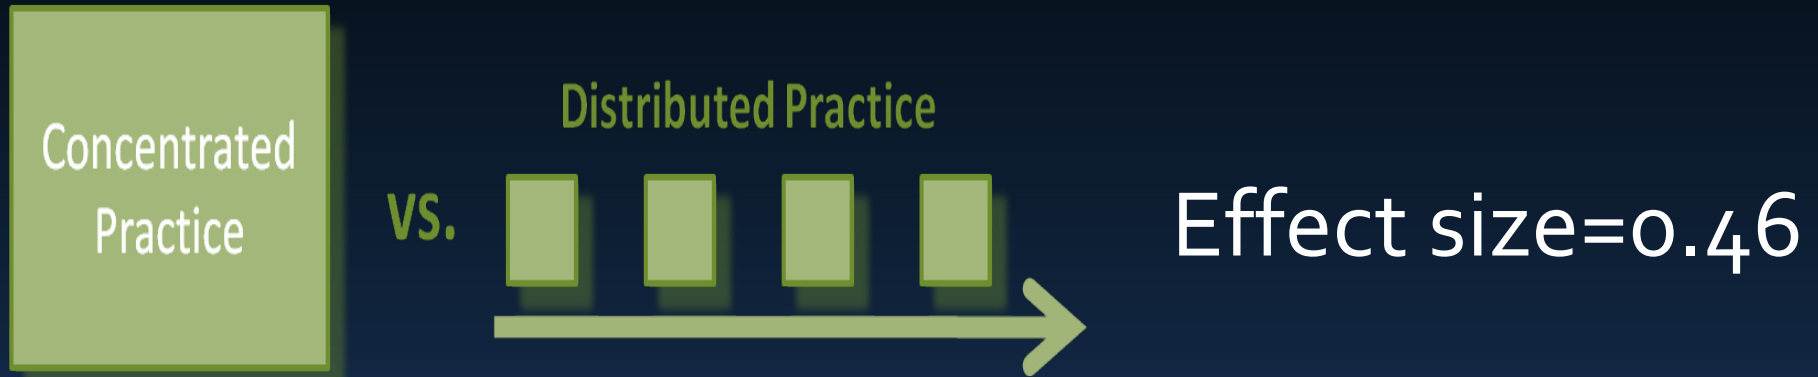 Concentrated
Practice
vs.
Distributed Practice
Effect size=0.46